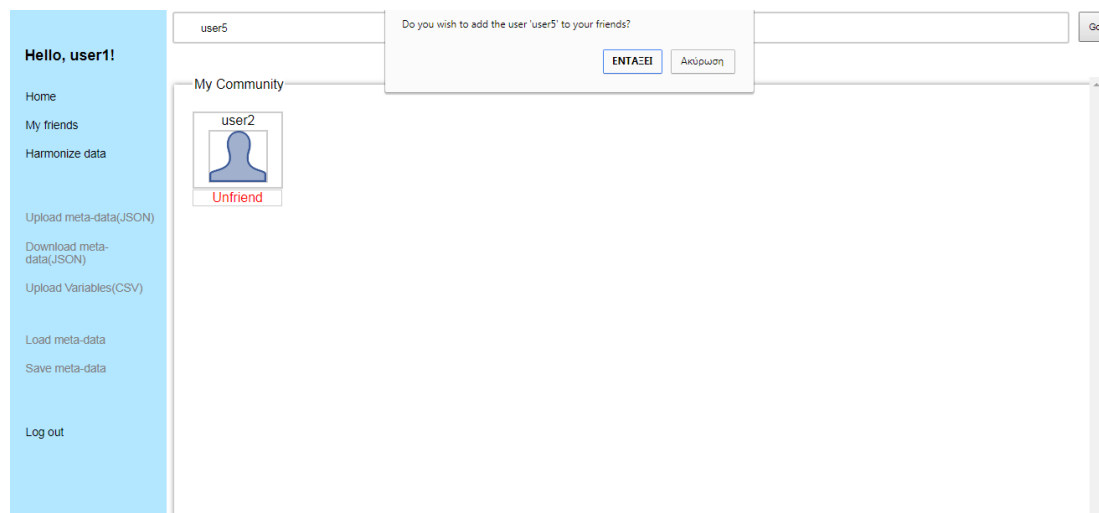 user5
Do you wish to add the user 'user5' to your friends?
ΕΝΤΆΞΕΙ
Ακύρωση
Hello, user1!
Home
My friends
Harmonize data
Upload meta-data(JSON)
Download meta-
data(JSON)
Upload Variables(CSV)
Load meta-data
Save meta-data
Log out
My Community
user2
Unfriend